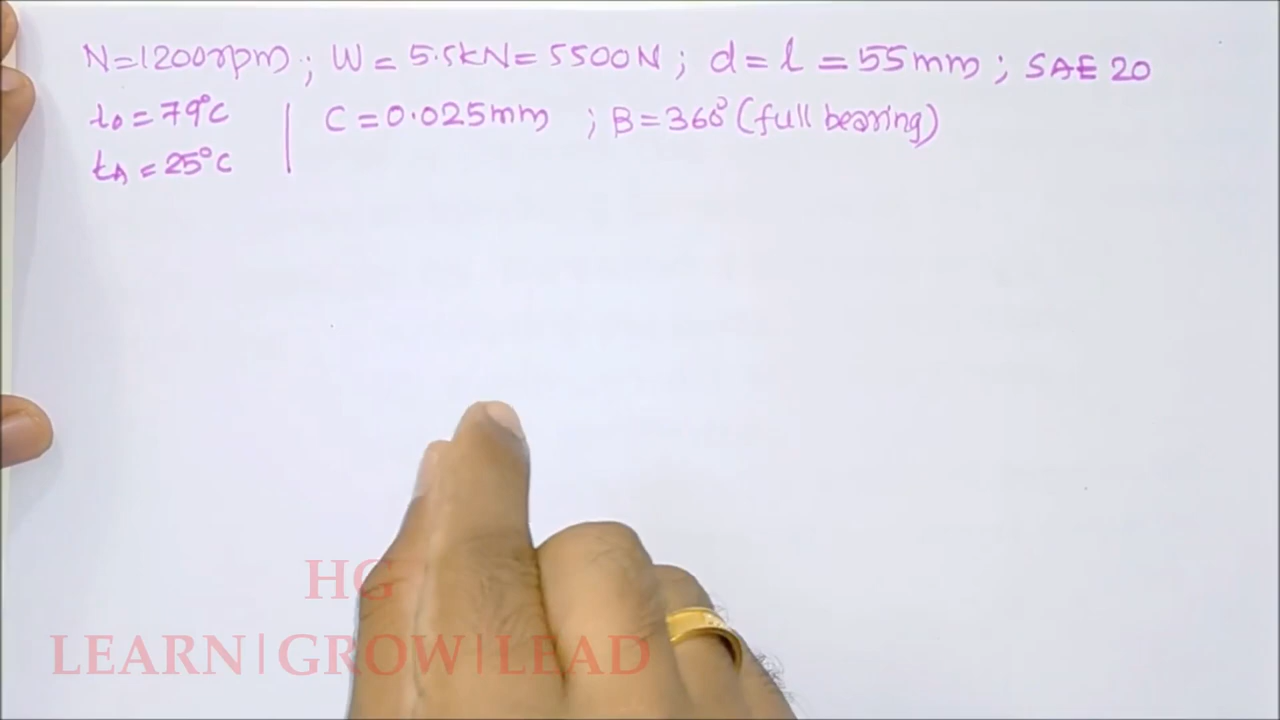 N=1200rpm; W = 5.5kN = 5500N ; d = l = 55mm ; SAE 20
to = 79°C | C = 0.025mm ; β = 360° (full bearing)
tA = 25°C
HG
LEARN|GROW|LEAD